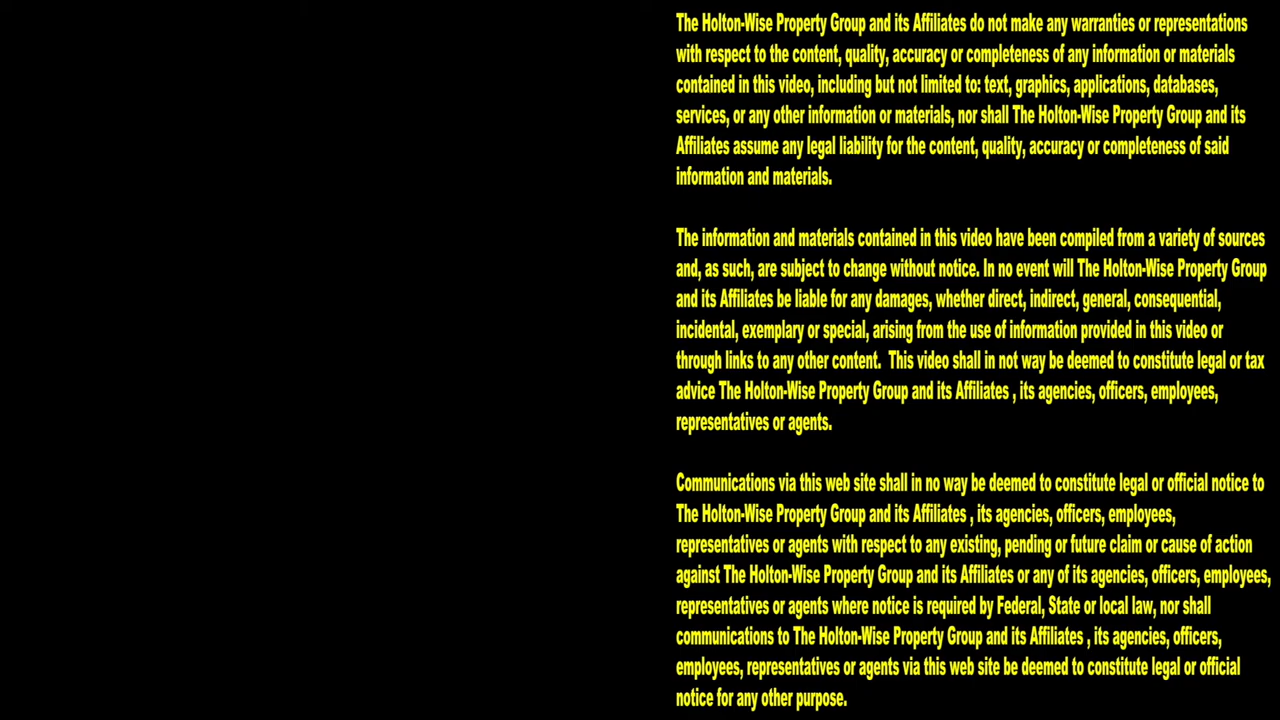 The Holton-Wise Property Group and its Affiliates do not make any warranties or representations
with respect to the content, quality, accuracy or completeness of any information or materials
contained in this video, including but not limited to: text, graphics, applications, databases,
services, or any other information or materials, nor shall The Holton-Wise Property Group and its
Affiliates assume any legal liability for the content, quality, accuracy or completeness of said
information and materials.
The information and materials contained in this video have been compiled from a variety of sources
and, as such, are subject to change without notice. In no event will The Holton-Wise Property Group
and its Affiliates be liable for any damages, whether direct, indirect, general, consequential,
incidental, exemplary or special, arising from the use of information provided in this video or
through links to any other content.  This video shall in not way be deemed to constitute legal or tax
advice The Holton-Wise Property Group and its Affiliates , its agencies, officers, employees,
representatives or agents.
Communications via this web site shall in no way be deemed to constitute legal or official notice to
The Holton-Wise Property Group and its Affiliates , its agencies, officers, employees,
representatives or agents with respect to any existing, pending or future claim or cause of action
against The Holton-Wise Property Group and its Affiliates or any of its agencies, officers, employees,
representatives or agents where notice is required by Federal, State or local law, nor shall
communications to The Holton-Wise Property Group and its Affiliates , its agencies, officers,
employees, representatives or agents via this web site be deemed to constitute legal or official
notice for any other purpose.